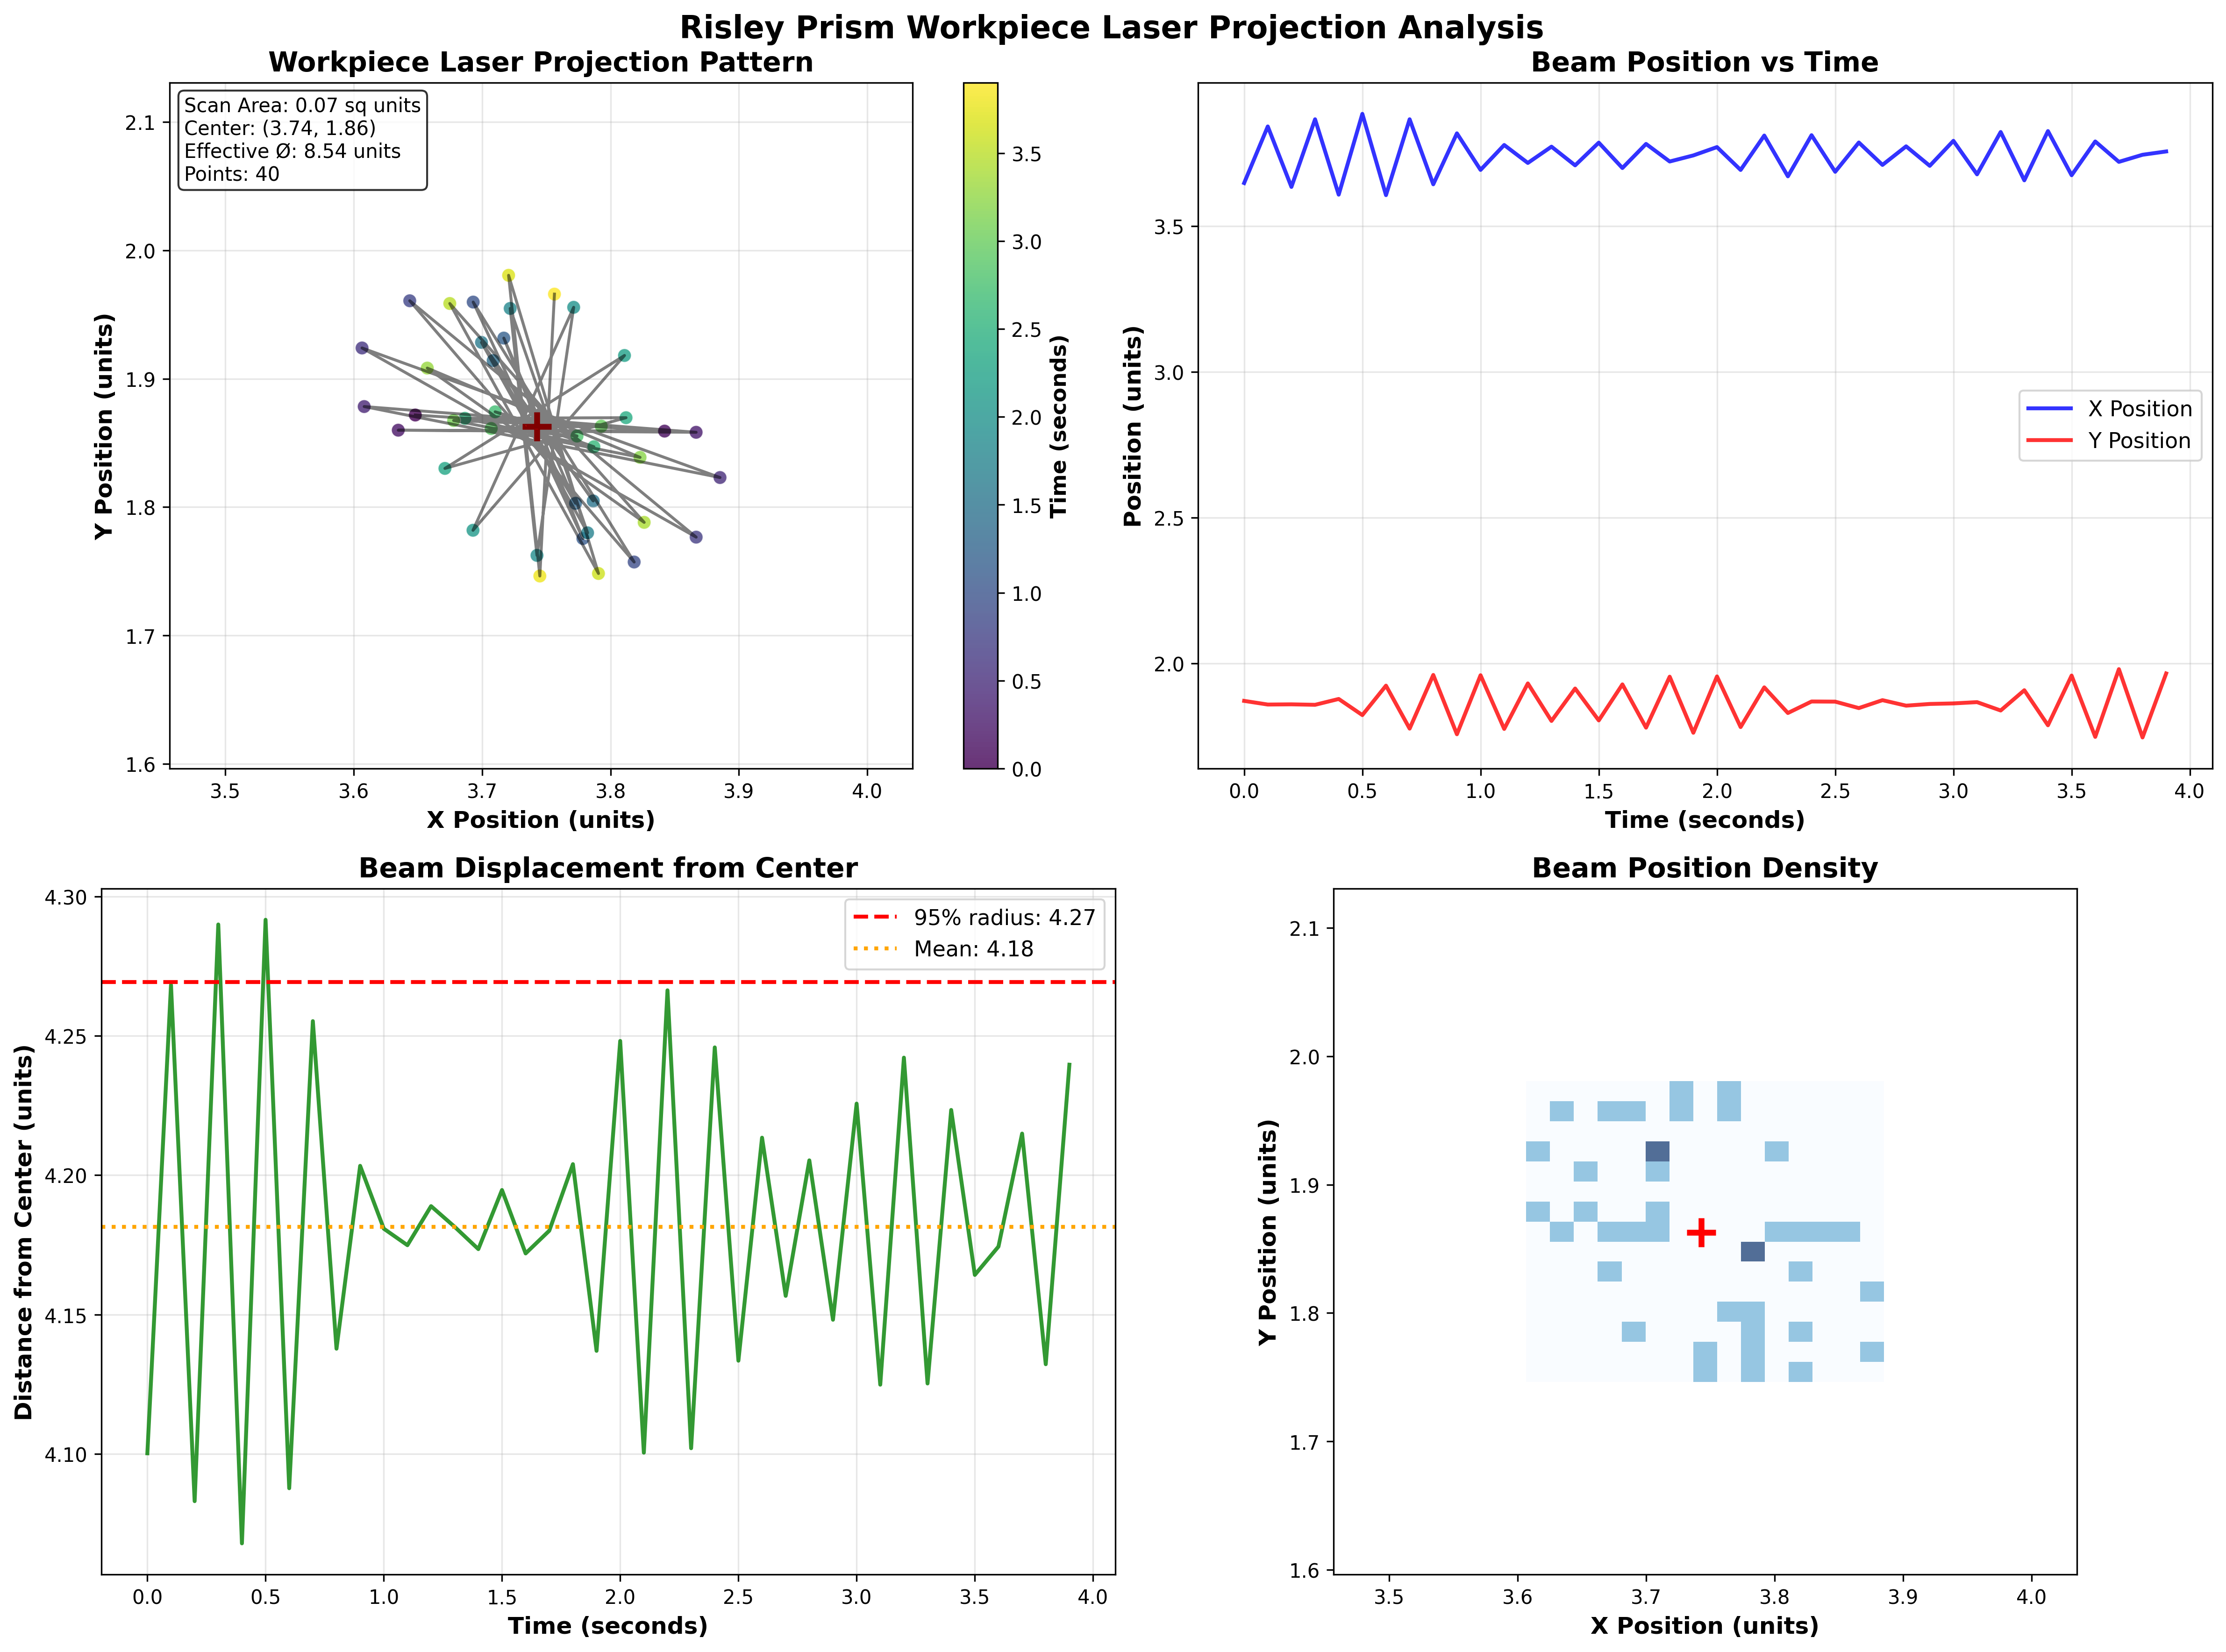 Risley Prism Workpiece Laser Projection Analysis
Workpiece Laser Projection Pattern
Scan Area: 0.07 sq units
Center: (3.74, 1.86)
Effective Ø: 8.54 units
Points: 40
2.1
2.0
1.9
1.8
1.7
1.6
Y Position (units)
3.5
3.6
3.7
3.8
3.9
4.0
X Position (units)
3.5
3.0
2.5
2.0
1.5
1.0
0.5
0.0
Time (seconds)
Beam Position vs Time
3.5
3.0
2.5
2.0
Position (units)
X Position
Y Position
0.0
0.5
1.0
1.5
2.0
2.5
3.0
3.5
4.0
Time (seconds)
Beam Displacement from Center
4.30
4.25
4.20
4.15
4.10
Distance from Center (units)
95% radius: 4.27
Mean: 4.18
0.0
0.5
1.0
1.5
2.0
2.5
3.0
3.5
4.0
Time (seconds)
Beam Position Density
2.1
2.0
1.9
1.8
1.7
1.6
Y Position (units)
3.5
3.6
3.7
3.8
3.9
4.0
X Position (units)